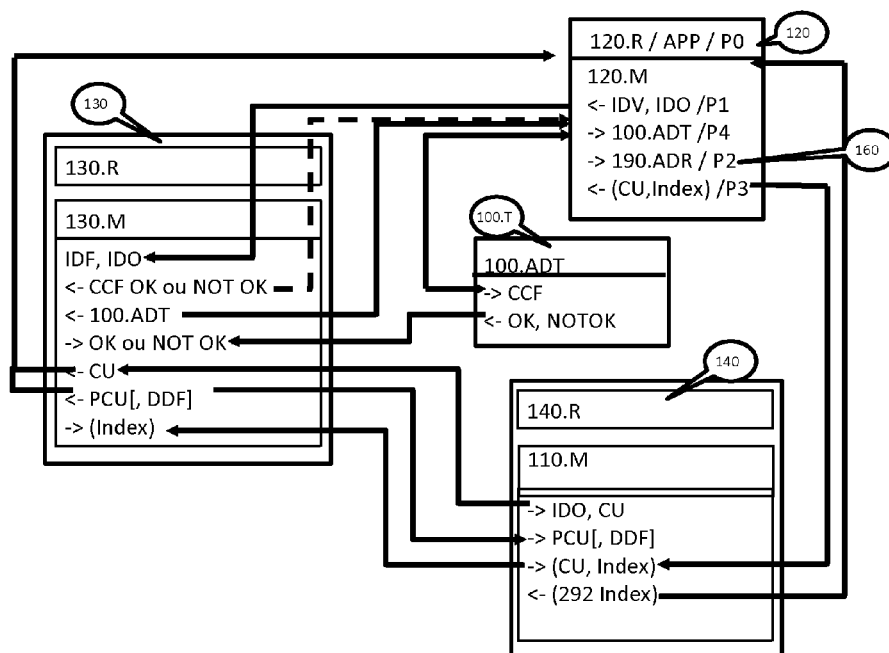 120.R / APP / P0
120
120.M
<- IDV, IDO /P1
-> 100.ADT /P4
-> 190.ADR / P2
<- (CU,Index) /P3
160
130
130.R
130.M
IDF, IDO
<- CCF OK ou NOT OK
<- 100.ADT
-> OK ou NOT OK
<- CU
<- PCU[, DDF]
-> (Index)
100.T
100.ADT
-> CCF
<- OK, NOTOK
140
140.R
110.M
-> IDO, CU
-> PCU[, DDF]
-> (CU, Index)
<- (292 Index)